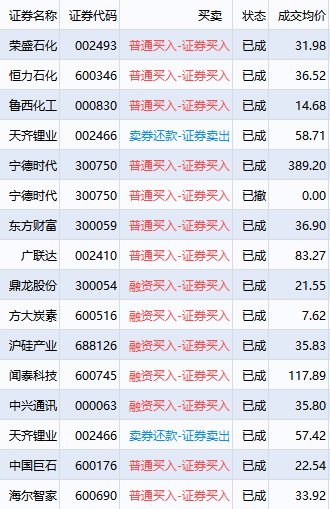 证券名称 证券代码 买卖 状态 成交均价
荣盛石化 002493 普通买入-证券买入 已成 31.98
恒力石化 600346 普通买入-证券买入 已成 36.52
鲁西化工 000830 普通买入-证券买入 已成 14.68
天齐锂业 002466 卖券还款-证券卖出 已成 58.71
宁德时代 300750 普通买入-证券买入 已成 389.20
宁德时代 300750 普通买入-证券买入 已撤 0.00
东方财富 300059 普通买入-证券买入 已成 36.90
广联达 002410 普通买入-证券买入 已成 83.27
鼎龙股份 300054 融资买入-证券买入 已成 21.55
方大炭素 600516 融资买入-证券买入 已成 7.62
沪硅产业 688126 融资买入-证券买入 已成 35.83
闻泰科技 600745 融资买入-证券买入 已成 117.89
中兴通讯 000063 融资买入-证券买入 已成 35.80
天齐锂业 002466 卖券还款-证券卖出 已成 57.42
中国巨石 600176 普通买入-证券买入 已成 22.54
海尔智家 600690 普通买入-证券买入 已成 33.92